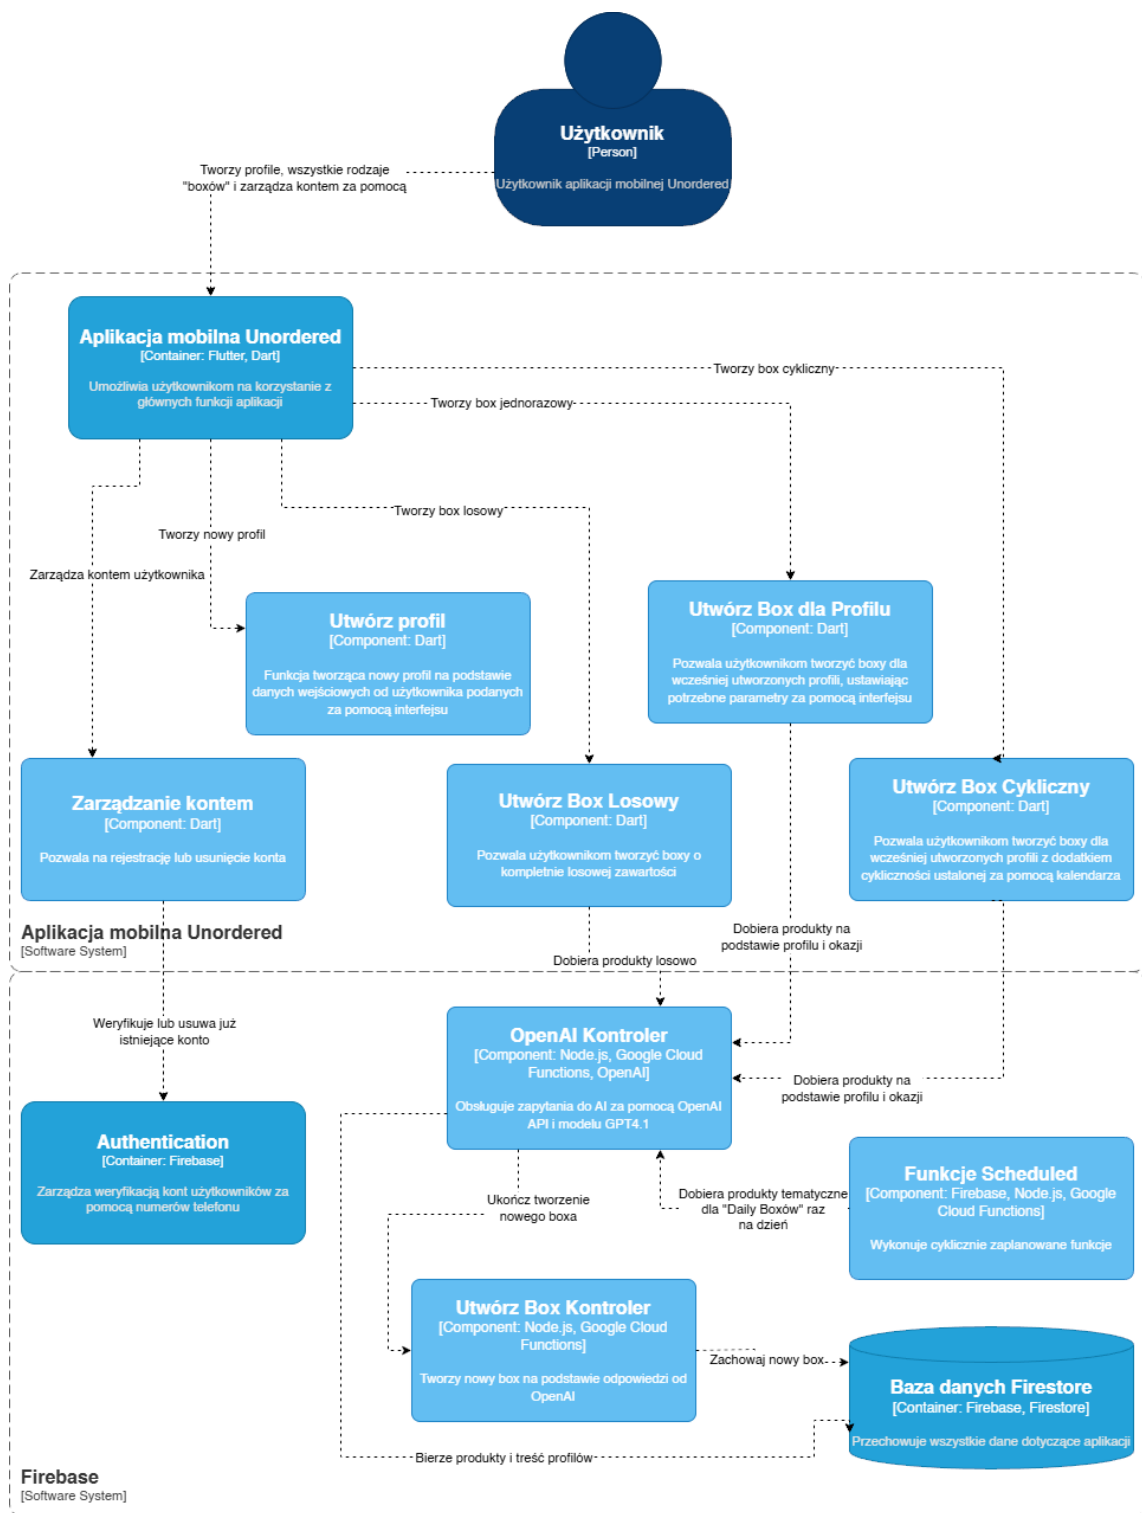 Użytkownik
[Person]
Użytkownik aplikacji mobilnej Unordered
Tworzy profile, wszystkie rodzaje
"boxów" i zarządza kontem za pomocą
Aplikacja mobilna Unordered
[Container: Flutter, Dart]
Umożliwia użytkownikom na korzystanie z
głównych funkcji aplikacji
Tworzy box cykliczny
Tworzy box jednorazowy
Tworzy box losowy
Tworzy nowy profil
Zarządza kontem użytkownika
Utwórz profil
[Component: Dart]
Funkcja tworząca nowy profil na podstawie
danych wejściowych od użytkownika podanych
za pomocą interfejsu
Utwórz Box dla Profilu
[Component: Dart]
Pozwala użytkownikom tworzyć boxy dla
wcześniej utworzonych profili, ustawiając
potrzebne parametry za pomocą interfejsu
Zarządzanie kontem
[Component: Dart]
Pozwala na rejestrację lub usunięcie konta
Utwórz Box Losowy
[Component: Dart]
Pozwala użytkownikom tworzyć boxy o
kompletnie losowej zawartości
Utwórz Box Cykliczny
[Component: Dart]
Pozwala użytkownikom tworzyć boxy dla
wcześniej utworzonych profili z dodatkiem
cykliczności ustalonej za pomocą kalendarza
Aplikacja mobilna Unordered
[Software System]
Dobiera produkty na
podstawie profilu i okazji
Dobiera produkty losowo
Weryfikuje lub usuwa już
istniejące konto
OpenAI Kontroler
[Component: Node.js, Google Cloud
Functions, OpenAI]
Obsługuje zapytania do AI za pomocą OpenAI
API i modelu GPT4.1
Dobiera produkty na
podstawie profilu i okazji
Authentication
[Container: Firebase]
Zarządza weryfikacją kont użytkowników za
pomocą numerów telefonu
Ukończ tworzenie
nowego boxa
Dobiera produkty tematyczne
dla "Daily Boxów" raz
na dzień
Funkcje Scheduled
[Component: Firebase, Node.js, Google
Cloud Functions]
Wykonuje cyklicznie zaplanowane funkcje
Utwórz Box Kontroler
[Component: Node.js, Google Cloud
Functions]
Tworzy nowy box na podstawie odpowiedzi od
OpenAI
Zachowaj nowy box
Baza danych Firestore
[Container: Firebase, Firestore]
Przechowuje wszystkie dane dotyczące aplikacji
Bierze produkty i treść profilów
Firebase
[Software System]